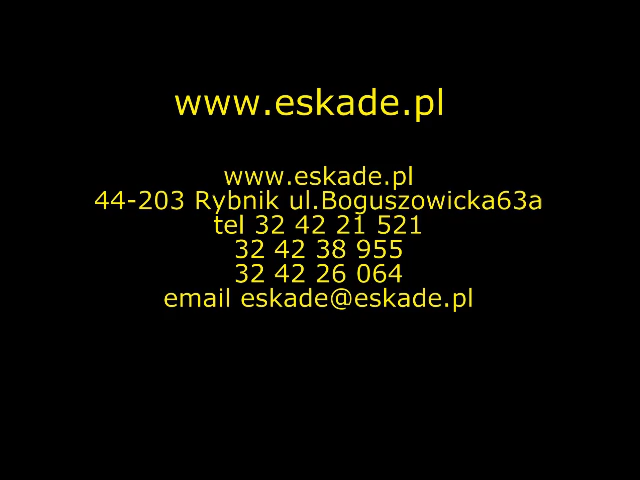 www.eskade.pl
www.eskade.pl
44-203 Rybnik ul.Boguszowicka63a
tel 32 42 21 521
32 42 38 955
32 42 26 064
email eskade@eskade.pl